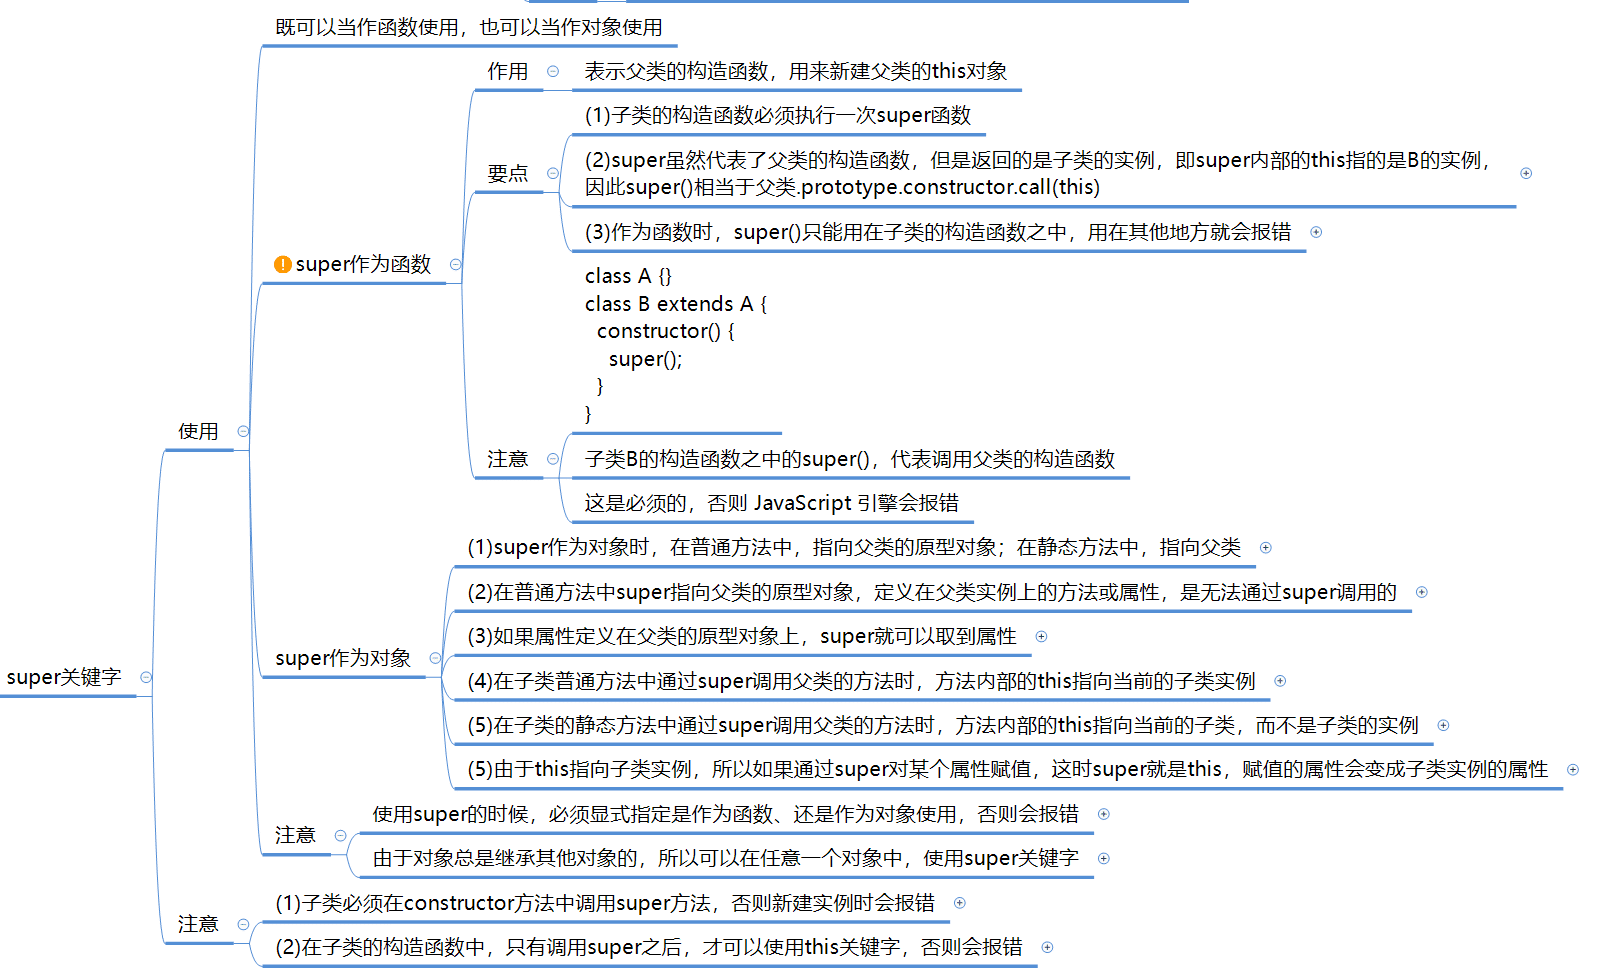 既可以当作函数使用，也可以当作对象使用
作用
表示父类的构造函数，用来新建父类的this对象
(1)子类的构造函数必须执行一次super函数
要点
(2)super虽然代表了父类的构造函数，但是返回的是子类的实例，即super内部的this指的是B的实例，
因此super()相当于父类.prototype.constructor.call(this)
(3)作为函数时，super()只能用在子类的构造函数之中，用在其他地方就会报错
super作为函数
class A {}
class B extends A {
constructor() {
super();
}
}
注意
子类B的构造函数之中的super()，代表调用父类的构造函数
这是必须的，否则 JavaScript 引擎会报错
使用
(1)super作为对象时，在普通方法中，指向父类的原型对象；在静态方法中，指向父类
(2)在普通方法中super指向父类的原型对象，定义在父类实例上的方法或属性，是无法通过super调用的
(3)如果属性定义在父类的原型对象上，super就可以取到属性
super作为对象
(4)在子类普通方法中通过super调用父类的方法时，方法内部的this指向当前的子类实例
(5)在子类的静态方法中通过super调用父类的方法时，方法内部的this指向当前的子类，而不是子类的实例
(5)由于this指向子类实例，所以如果通过super对某个属性赋值，这时super就是this，赋值的属性会变成子类实例的属性
super关键字
注意
使用super的时候，必须显式指定是作为函数、还是作为对象使用，否则会报错
由于对象总是继承其他对象的，所以可以在任意一个对象中，使用super关键字
注意
(1)子类必须在constructor方法中调用super方法，否则新建实例时会报错
(2)在子类的构造函数中，只有调用super之后，才可以使用this关键字，否则会报错